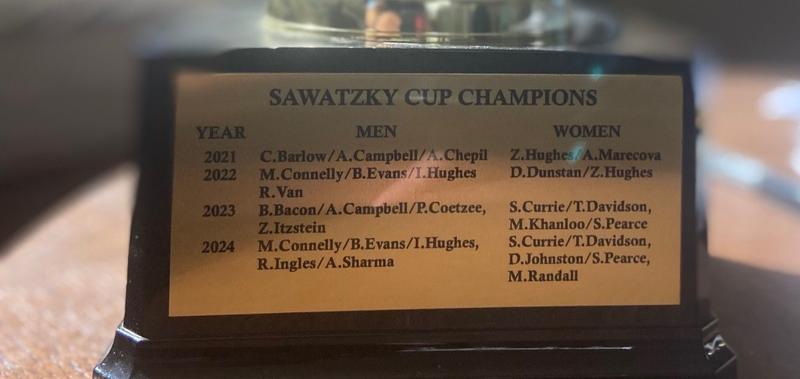 SAWATZKY CUP CHAMPIONS
YEAR MEN WOMEN
2021 C.Barlow/A.Campbell/A.Chepil Z.Hughes/A.Marecova
2022 M.Connelly/B.Evans/I.Hughes D.Dunstan/Z.Hughes
R.Van
2023 B.Bacon/A.Campbell/P.Coetzee, S.Currie/T.Davidson,
Z.Itzstein M.Khanloo/S.Pearce
2024 M.Connelly/B.Evans/I.Hughes, S.Currie/T.Davidson,
R.Ingles/A.Sharma D.Johnston/S.Pearce,
M.Randall